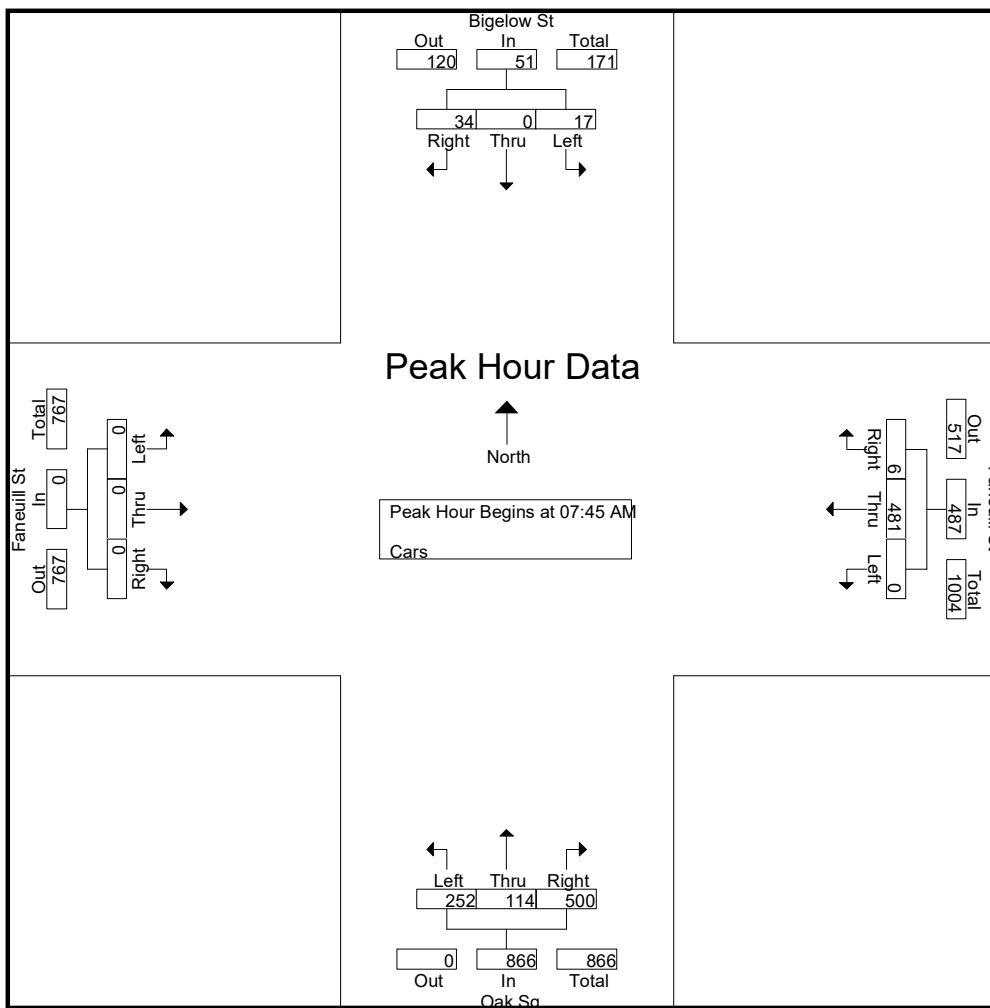 Bigelow St
Out In Total
120 51 171
34 0 17
Right Thru Left
Peak Hour Data
North
Peak Hour Begins at 07:45 AM
Cars
Faneuill St
Out In Total
767 0 767
0 0 0
Right Thru Left
Out In Total
517 487 1004
6 481 0
Right Thru Left
Left Thru Right
252 114 500
0 866 866
Out In Total
Oak Sq